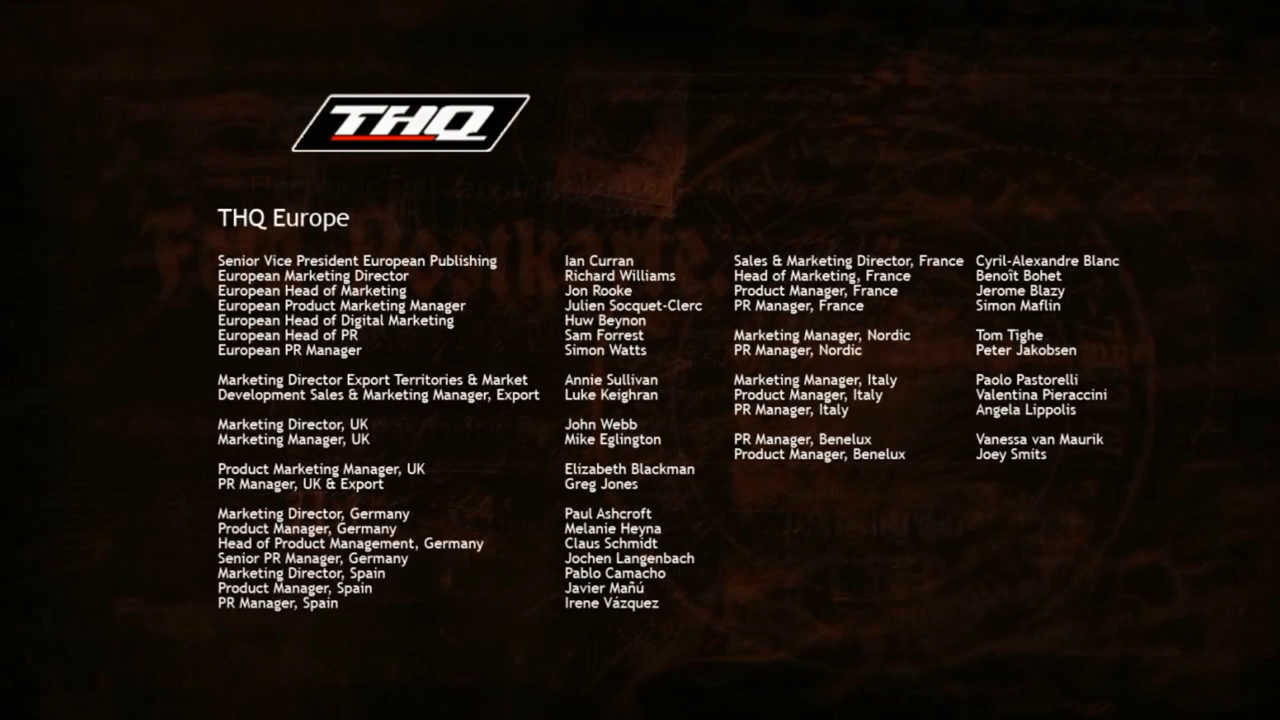 THQ
THQ Europe
Senior Vice President European Publishing Ian Curran
European Marketing Director Richard Williams
European Head of Marketing Jon Rooke
European Product Marketing Manager Julien Socquet-Clerc
European Head of Digital Marketing Huw Beynon
European Head of PR Sam Forrest
European PR Manager Simon Watts
Marketing Director Export Territories & Market Annie Sullivan
Development Sales & Marketing Manager, Export Luke Keighran
Marketing Director, UK John Webb
Marketing Manager, UK Mike Eglington
Product Marketing Manager, UK Elizabeth Blackman
PR Manager, UK & Export Greg Jones
Marketing Director, Germany Paul Ashcroft
Product Manager, Germany Melanie Heyna
Head of Product Management, Germany Claus Schmidt
Senior PR Manager, Germany Jochen Langenbach
Marketing Director, Spain Pablo Camacho
Product Manager, Spain Javier Mañú
PR Manager, Spain Irene Vázquez
Sales & Marketing Director, France Cyril-Alexandre Blanc
Head of Marketing, France Benoît Bohet
Product Manager, France Jerome Blazy
PR Manager, France Simon Maflin
Marketing Manager, Nordic Tom Tighe
PR Manager, Nordic Peter Jakobsen
Marketing Manager, Italy Paolo Pastorelli
Product Manager, Italy Valentina Pieraccini
PR Manager, Italy Angela Lippolis
PR Manager, Benelux Vanessa van Maurik
Product Manager, Benelux Joey Smits